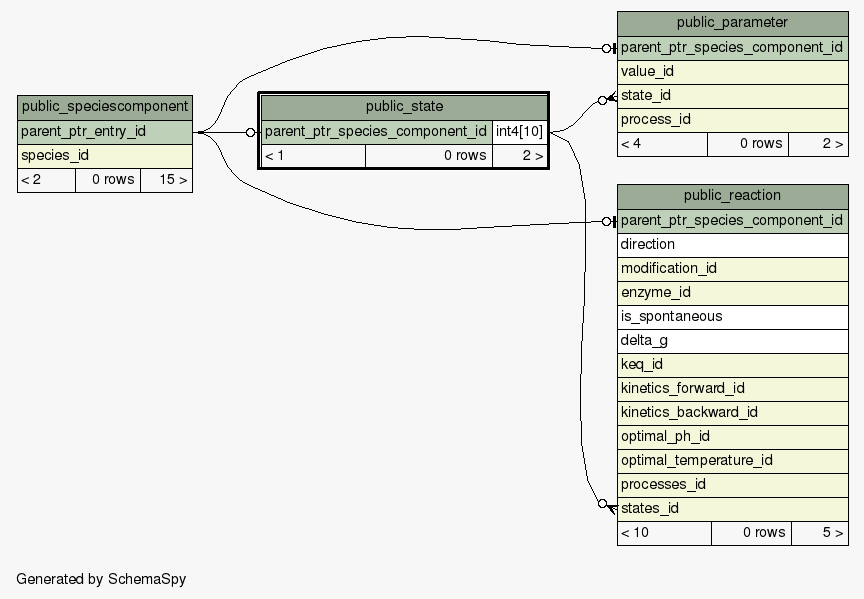 public_speciescomponent
parent_ptr_entry_id
species_id
< 2 0 rows 15 >
public_state
parent_ptr_species_component_id int4[10]
< 1 0 rows 2 >
public_parameter
parent_ptr_species_component_id
value_id
state_id
process_id
< 4 0 rows 2 >
public_reaction
parent_ptr_species_component_id
direction
modification_id
enzyme_id
is_spontaneous
delta_g
keq_id
kinetics_forward_id
kinetics_backward_id
optimal_ph_id
optimal_temperature_id
processes_id
states_id
< 10 0 rows 5 >
Generated by SchemaSpy